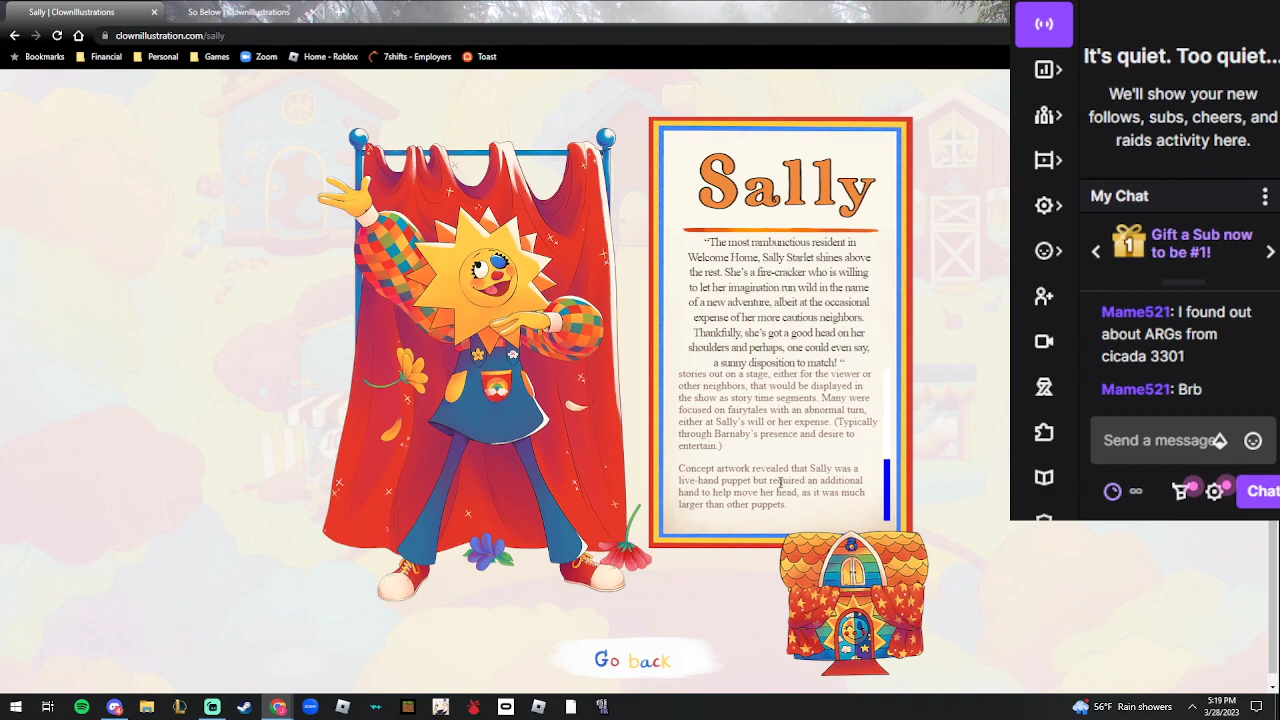 Sally | ClownIllustrations
So Below | ClownIllustrations
clownillustration.com/sally
Bookmarks
Financial
Personal
Games
Zoom
Home - Roblox
7shifts - Employers
Toast
Sally
“The most rambunctious resident in
Welcome Home, Sally Starlet shines above
the rest. She’s a fire-cracker who is willing
to let her imagination run wild in the name
of a new adventure, albeit at the occasional
expense of her more cautious neighbors.
Thankfully, she’s got a good head on her
shoulders and perhaps, one could even say,
a sunny disposition to match! “
stories out on a stage, either for the viewer or
other neighbors, that would be displayed in
the show as story time segments. Many were
focused on fairytales with an abnormal turn,
either at Sally’s will or her expense. (Typically
through Barnaby’s presence and desire to
entertain.)
Concept artwork revealed that Sally was a
live-hand puppet but required an additional
hand to help move her head, as it was much
larger than other puppets.
Go back
It's quiet. Too quiet...
We'll show your new
follows, subs, cheers, and
raids activity here.
My Chat
1
Gift a Sub now
to be #1!
Mame521: I found out
about ARGs from
cicada 3301
Mame521: Brb
Send a message
Chat
56°F Rain showers
5:19 PM
3/28/2023